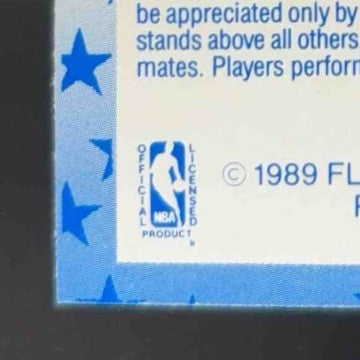 be appreciated only by
stands above all others
mates. Players perform
OFFICIAL
LICENSED
NBA
PRODUCT
© 1989 FL